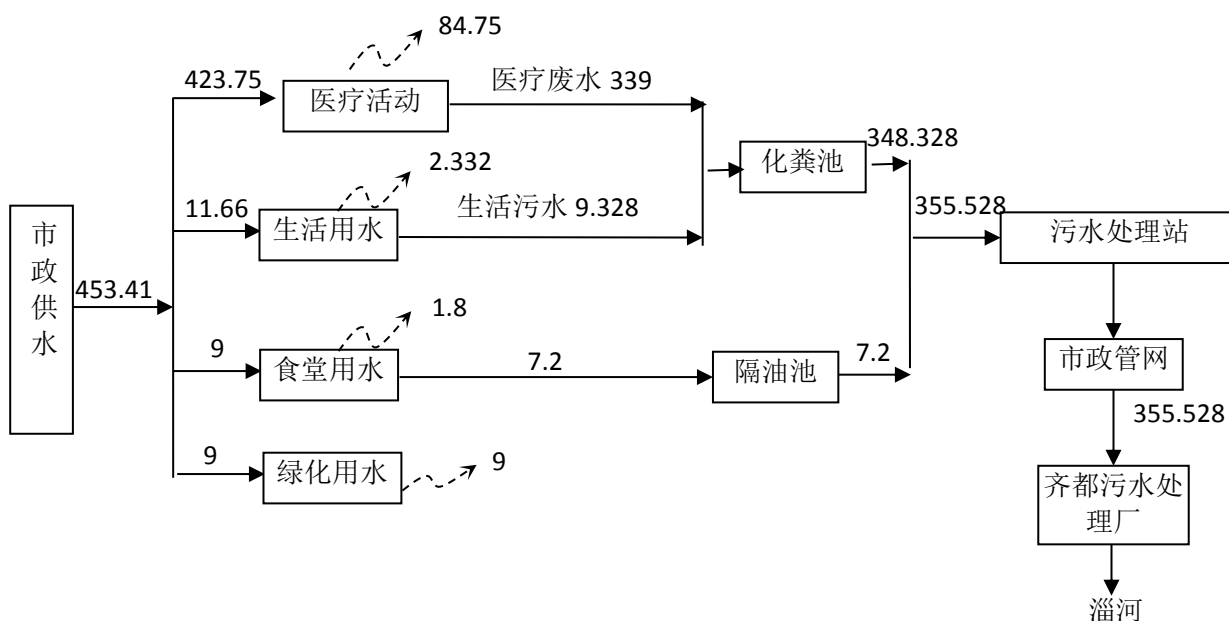 84.75
423.75
医疗活动
医疗废水 339
2.332
化粪池
348.328
11.66
生活用水
生活污水 9.328
355.528
污水处理站
市
政
供
水
453.41
1.8
9
食堂用水
7.2
隔油池
7.2
市政管网
355.528
9
绿化用水
9
齐都污水处
理厂
淄河